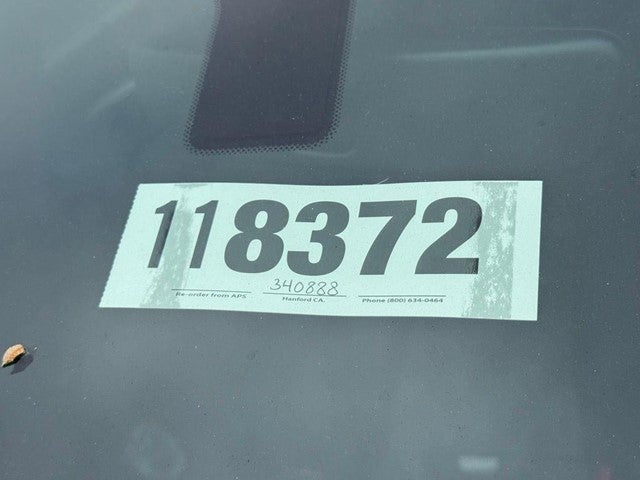 118372
340888
Re-order from APS
Hanford CA.
Phone (800) 634-0464